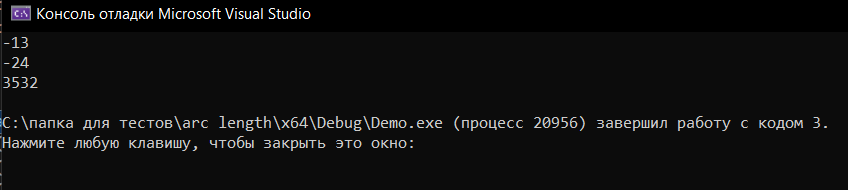 Консоль отладки Microsoft Visual Studio
-13
-24
3532
C:\папка для тестов\arc length\x64\Debug\Demo.exe (процесс 20956) завершил работу с кодом 3.
Нажмите любую клавишу, чтобы закрыть это окно: